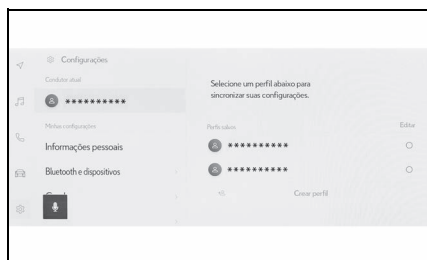 Configurações
Condutor atual
**********
Minhas configurações
Informações pessoais
Bluetooth e dispositivos
Selecione um perfil abaixo para
sincronizar suas configurações.
Perfis salvos
Editar
**********
**********
Crear perfil